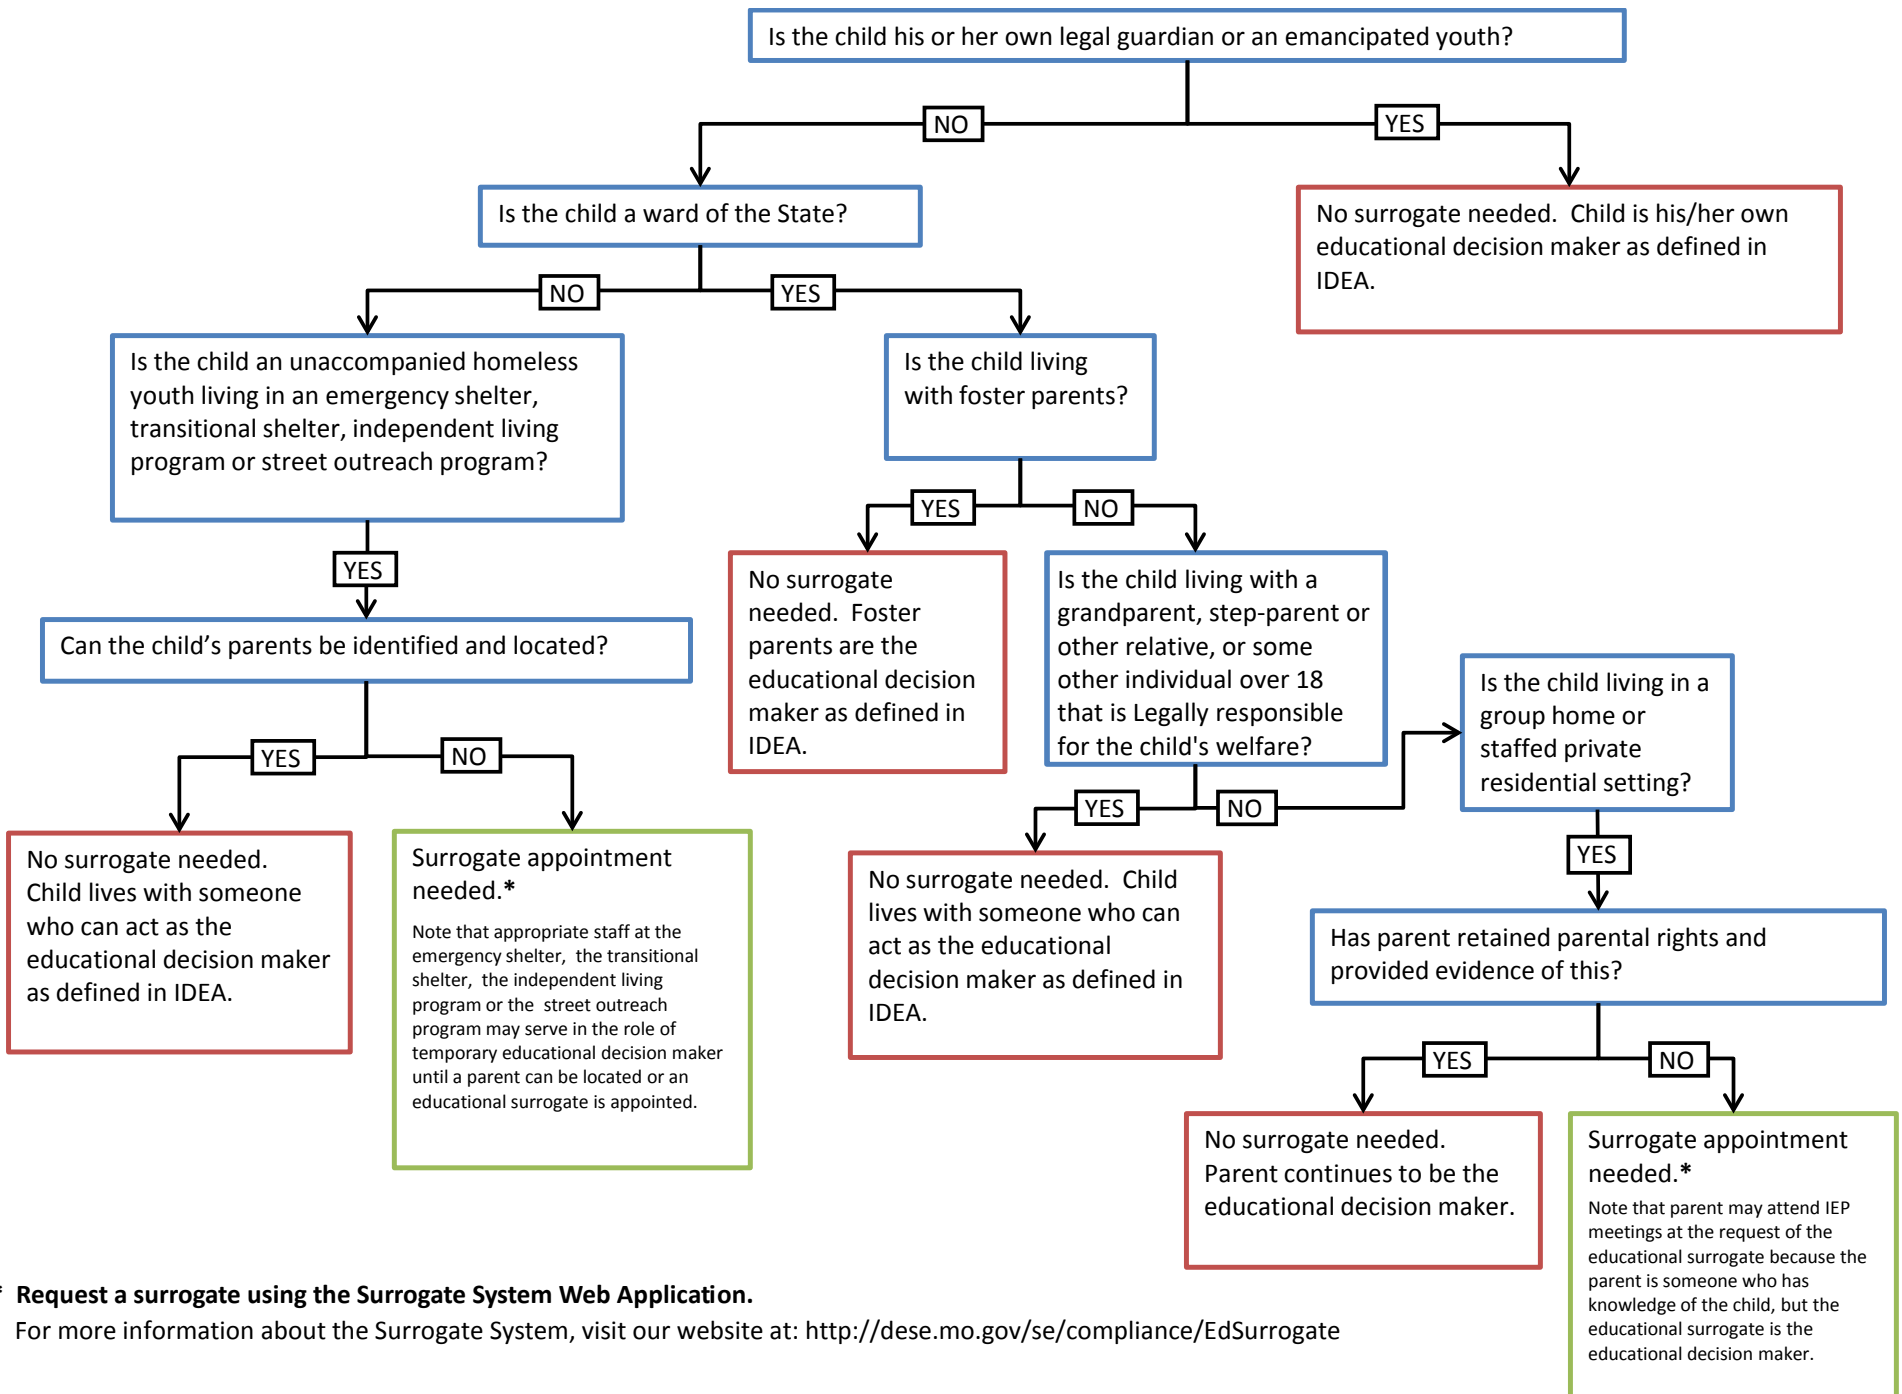 Is the child his or her own legal guardian or an emancipated youth?
NO
YES
Is the child a ward of the State?
No surrogate needed.  Child is his/her own
educational decision maker as defined in
IDEA.
NO
YES
Is the child an unaccompanied homeless
youth living in an emergency shelter,
transitional shelter, independent living
program or street outreach program?
Is the child living
with foster parents?
YES
NO
YES
No surrogate
needed.  Foster
parents are the
educational decision
maker as defined in
IDEA.
Is the child living with a
grandparent, step-parent or
other relative, or some
other individual over 18
that is Legally responsible
for the child's welfare?
Can the child’s parents be identified and located?
Is the child living in a
group home or
staffed private
residential setting?
YES
NO
YES
NO
YES
No surrogate needed.
Child lives with someone
who can act as the
educational decision maker
as defined in IDEA.
Surrogate appointment
needed.*
Note that appropriate staff at the
emergency shelter,  the transitional
shelter,  the independent living
program or the  street outreach
program may serve in the role of
temporary educational decision maker
until a parent can be located or an
educational surrogate is appointed.
No surrogate needed.  Child
lives with someone who can
act as the educational
decision maker as defined in
IDEA.
Has parent retained parental rights and
provided evidence of this?
YES
NO
No surrogate needed.
Parent continues to be the
educational decision maker.
Surrogate appointment
needed.*
Note that parent may attend IEP
meetings at the request of the
educational surrogate because the
parent is someone who has
knowledge of the child, but the
educational surrogate is the
educational decision maker.
* Request a surrogate using the Surrogate System Web Application.
For more information about the Surrogate System, visit our website at: http://dese.mo.gov/se/compliance/EdSurrogate